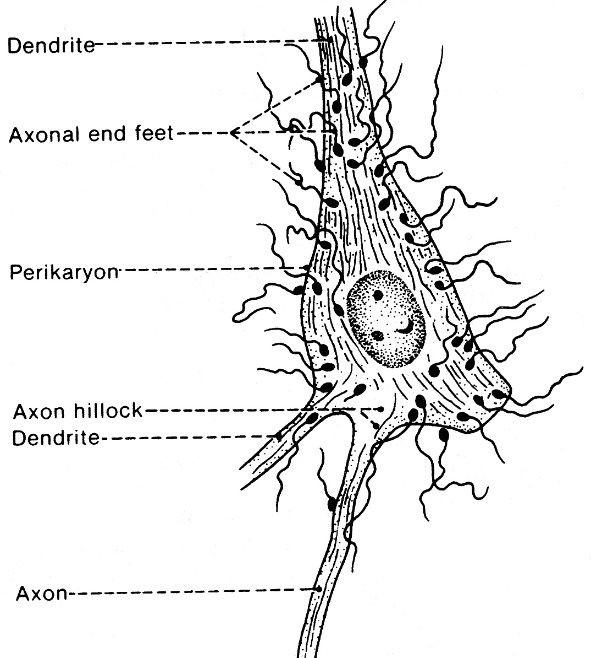 Dendrite
Axonal end feet
Perikaryon
Axon hillock
Dendrite
Axon